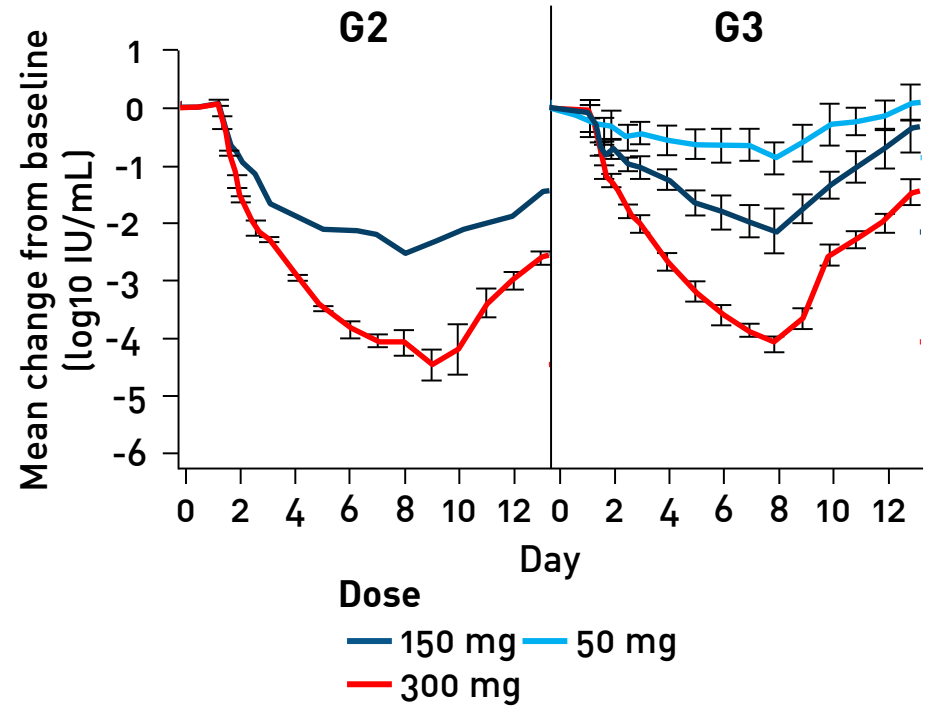 G2 G3
Mean change from baseline
(log10 IU/mL)
1
0
-1
-2
-3
-4
-5
-6
0 2 4 6 8 10 12 0 2 4 6 8 10 12
Day
Dose
150 mg 50 mg
300 mg